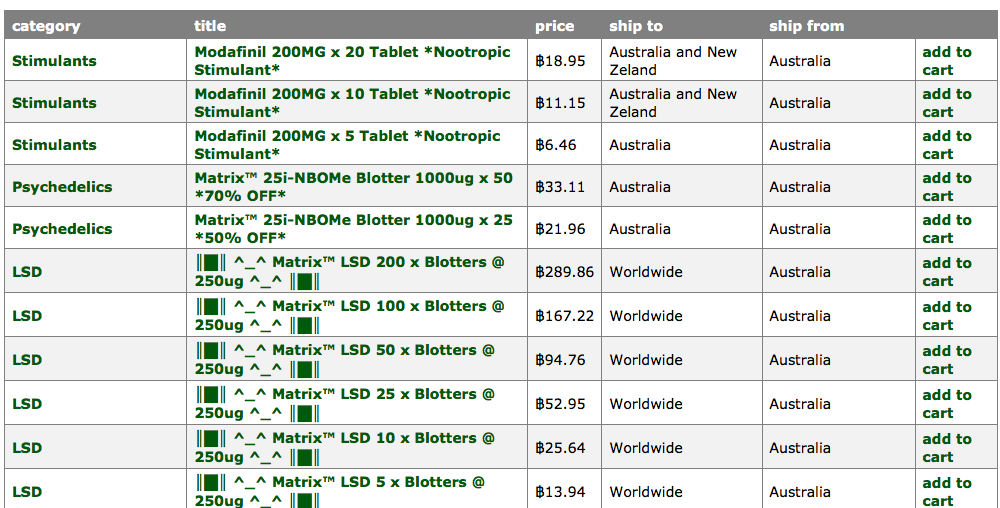 category title price ship to ship from
Stimulants Modafinil 200MG x 20 Tablet *Nootropic Stimulant* ฿18.95 Australia and New Zeland Australia add to cart
Stimulants Modafinil 200MG x 10 Tablet *Nootropic Stimulant* ฿11.15 Australia and New Zeland Australia add to cart
Stimulants Modafinil 200MG x 5 Tablet *Nootropic Stimulant* ฿6.46 Australia Australia add to cart
Psychedelics Matrix™ 25i-NBOMe Blotter 1000ug x 50 *70% OFF* ฿33.11 Australia Australia add to cart
Psychedelics Matrix™ 25i-NBOMe Blotter 1000ug x 25 *50% OFF* ฿21.96 Australia Australia add to cart
LSD ║█║ ^_^ Matrix™ LSD 200 x Blotters @ 250ug ^_^ ║█║ ฿289.86 Worldwide Australia add to cart
LSD ║█║ ^_^ Matrix™ LSD 100 x Blotters @ 250ug ^_^ ║█║ ฿167.22 Worldwide Australia add to cart
LSD ║█║ ^_^ Matrix™ LSD 50 x Blotters @ 250ug ^_^ ║█║ ฿94.76 Worldwide Australia add to cart
LSD ║█║ ^_^ Matrix™ LSD 25 x Blotters @ 250ug ^_^ ║█║ ฿52.95 Worldwide Australia add to cart
LSD ║█║ ^_^ Matrix™ LSD 10 x Blotters @ 250ug ^_^ ║█║ ฿25.64 Worldwide Australia add to cart
LSD ║█║ ^_^ Matrix™ LSD 5 x Blotters @ 250ug ^_^ ║█║ ฿13.94 Worldwide Australia add to cart